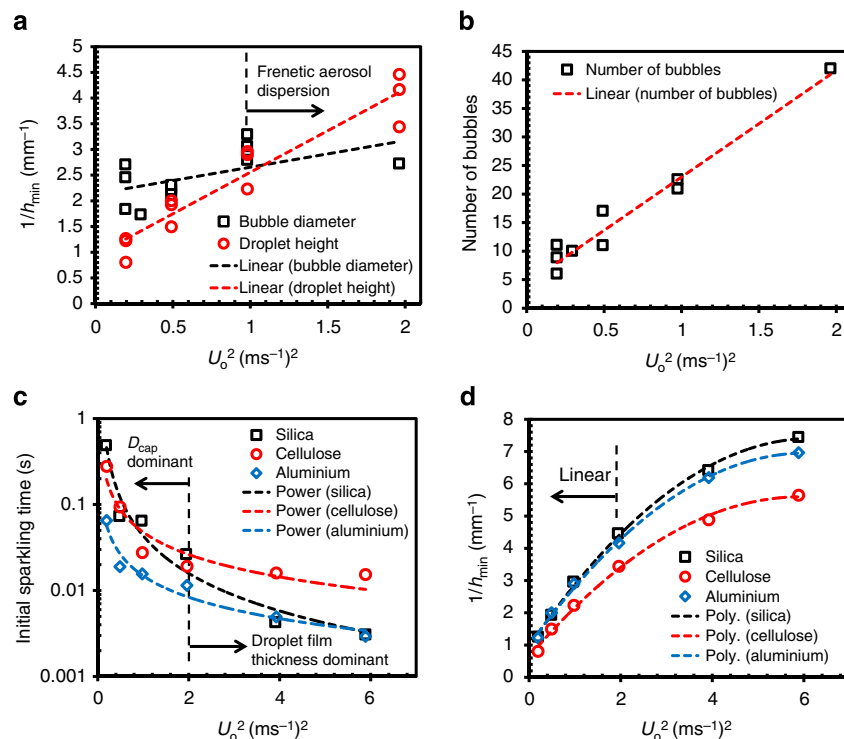 a
1/hmin (mm⁻¹)
5
4.5
4
3.5
3
2.5
2
1.5
1
0.5
0
Frenetic aerosol
dispersion
Bubble diameter
Droplet height
Linear (bubble diameter)
Linear (droplet height)
0 0.5 1 1.5 2
Uo² (ms⁻¹)²
b
Number of bubbles
45
40
35
30
25
20
15
10
5
0
Number of bubbles
Linear (number of bubbles)
0 0.5 1 1.5 2
Uo² (ms⁻¹)²
c
Initial sparkling time (s)
1
0.1
0.01
0.001
Dcap
dominant
Silica
Cellulose
Aluminium
Power (silica)
Power (cellulose)
Power (aluminium)
Droplet film
thickness dominant
0 2 4 6
Uo² (ms⁻¹)²
d
1/hmin (mm⁻¹)
8
7
6
5
4
3
2
1
0
Linear
Silica
Cellulose
Aluminium
Poly. (silica)
Poly. (cellulose)
Poly. (aluminium)
0 2 4 6
Uo² (ms⁻¹)²